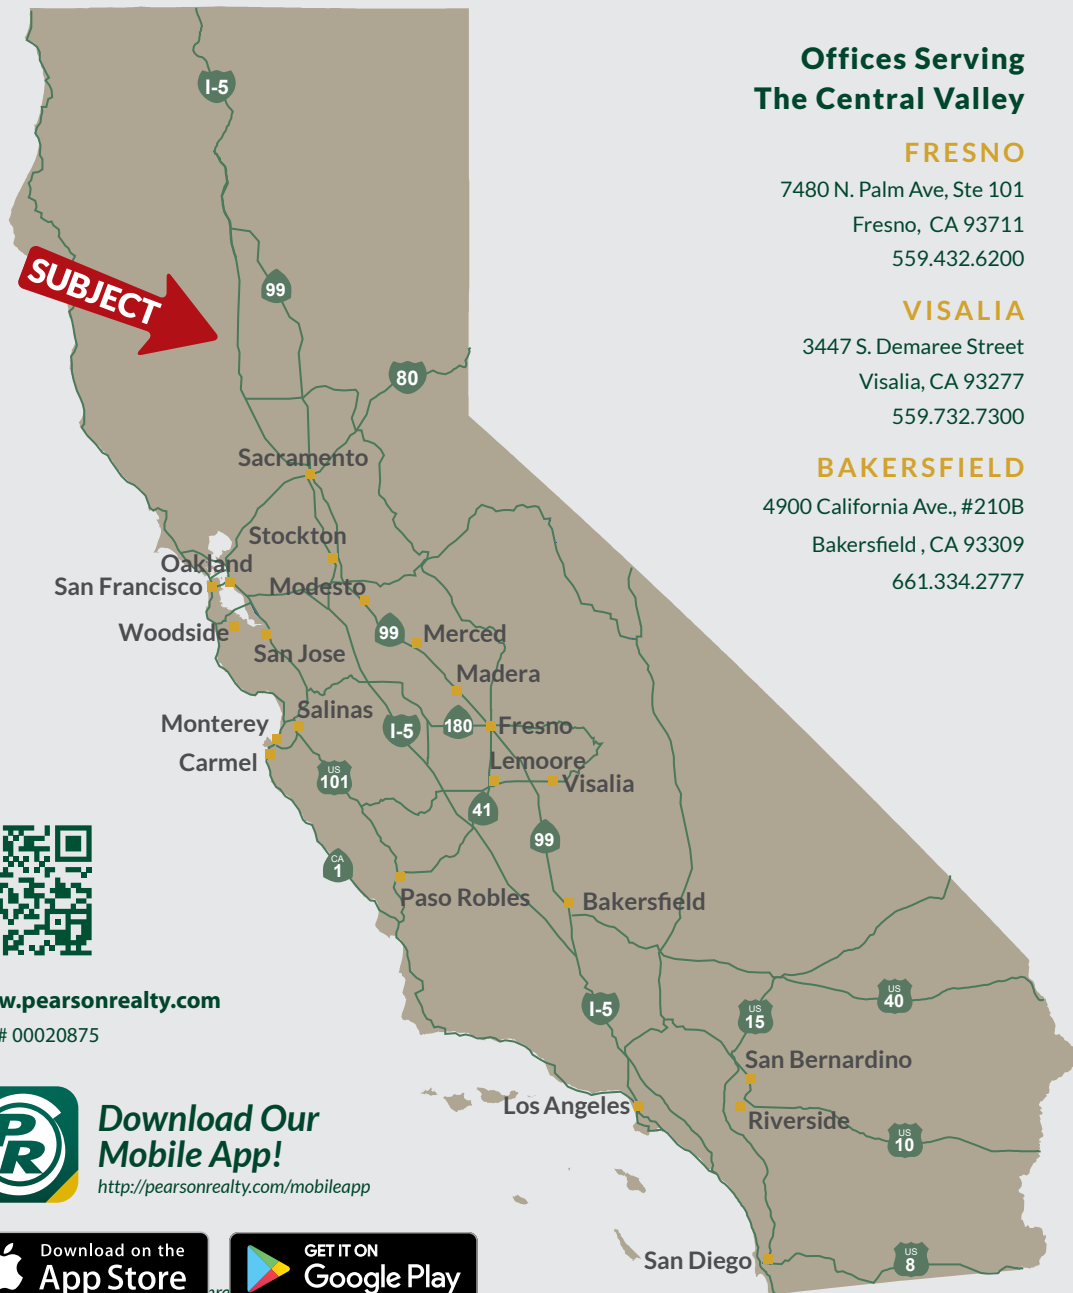 Offices Serving
The Central Valley
FRESNO
7480 N. Palm Ave, Ste 101
Fresno, CA 93711
559.432.6200
VISALIA
3447 S. Demaree Street
Visalia, CA 93277
559.732.7300
BAKERSFIELD
4900 California Ave., #210B
Bakersfield , CA 93309
661.334.2777
I-5
SUBJECT
99
80
Sacramento
Stockton
Oakland
San Francisco
Modesto
Woodside
99
Merced
San Jose
Madera
Salinas
Monterey
I-5
180
Fresno
Carmel
Lemoore
US
101
Visalia
41
99
CA
1
Paso Robles
Bakersfield
US
40
I-5
US
15
San Bernardino
Los Angeles
Riverside
US
10
San Diego
US
8
w.pearsonrealty.com
# 00020875
PR
Download Our
Mobile App!
http://pearsonrealty.com/mobileapp
Download on the
App Store
GET IT ON
Google Play